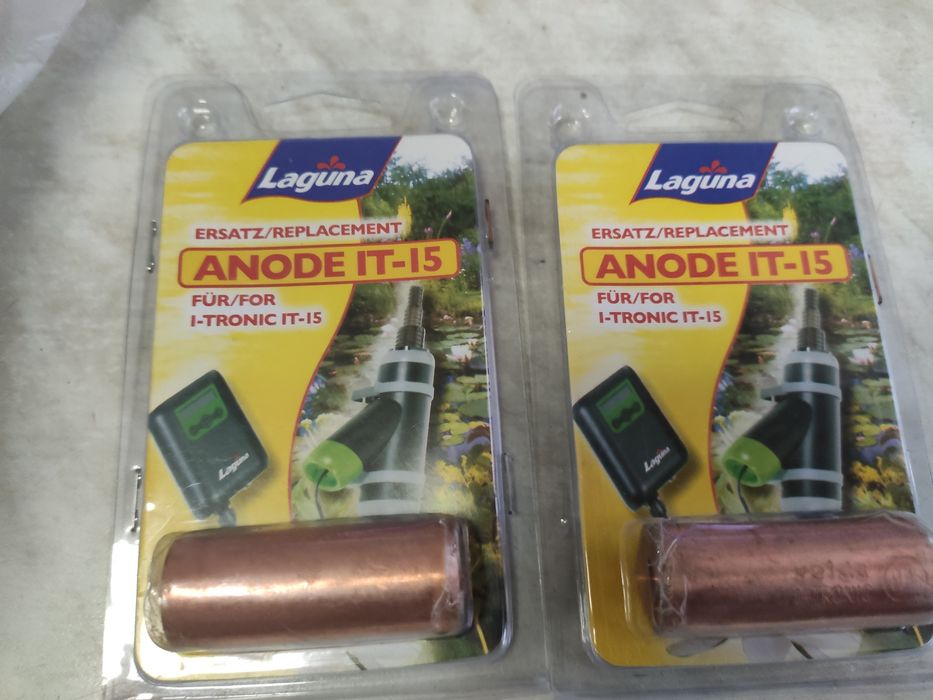 Laguna
ERSATZ/REPLACEMENT
ANODE IT-15
FÜR/FOR
I-TRONIC IT-15
Laguna
Laguna
ERSATZ/REPLACEMENT
ANODE IT-15
FÜR/FOR
I-TRONIC IT-15
Laguna